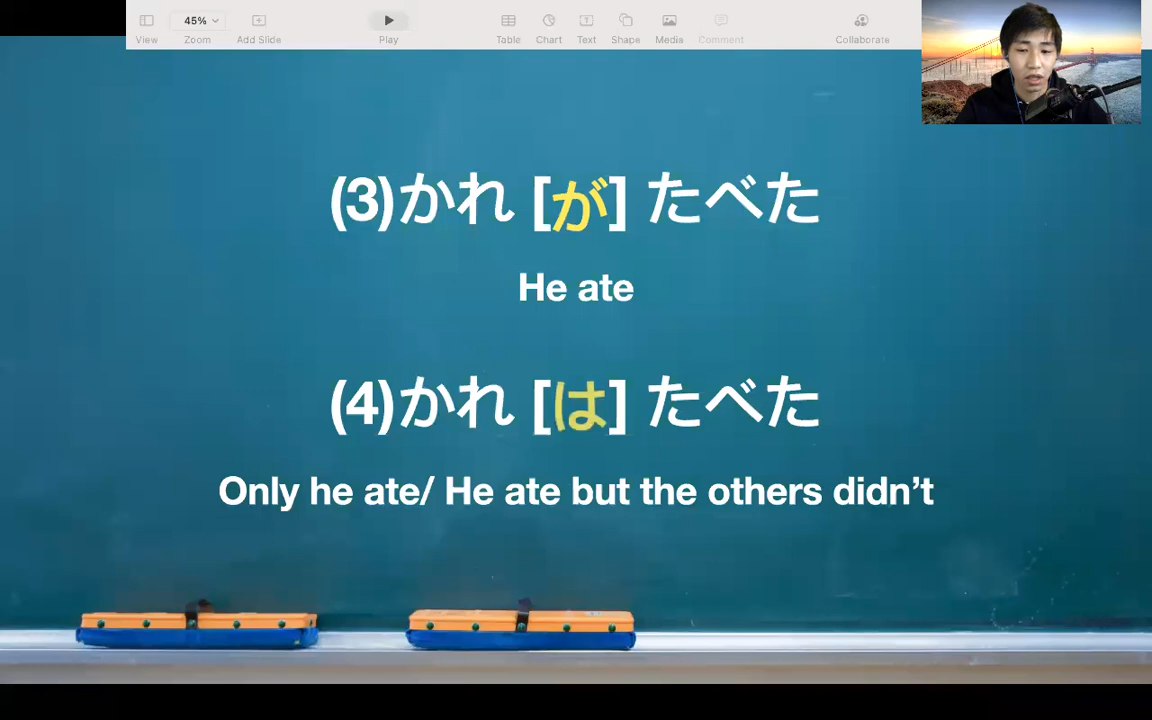 45%
View Zoom Add Slide Play Table Chart Text Shape Media Comment Collaborate
(3)かれ [が] たべた
He ate
(4)かれ [は] たべた
Only he ate/ He ate but the others didn't